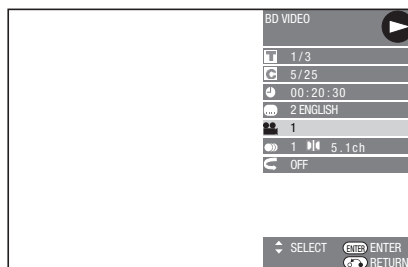 BD VIDEO
T 1/3
C 5/25
00:20:30
2 ENGLISH
1
1 5.1ch
OFF
SELECT ENTER ENTER
RETURN